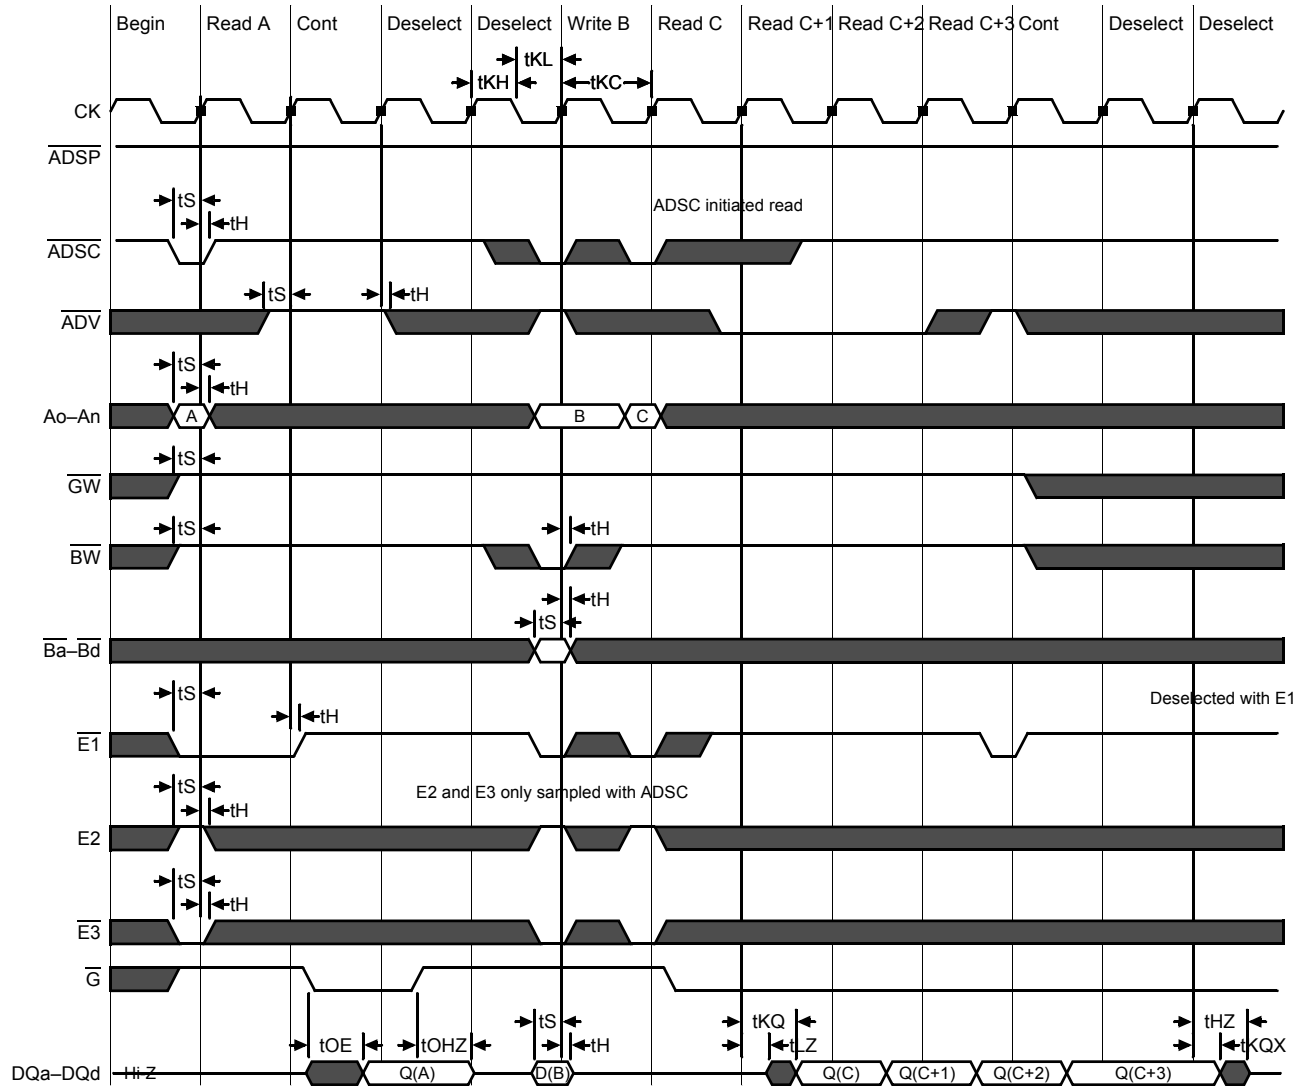 Begin Read A Cont Deselect Deselect Write B Read C Read C+1 Read C+2 Read C+3 Cont Deselect Deselect
tKL
tKH tKC
CK
ADSP
tS
tH
ADSC initiated read
ADSC
tS tH
ADV
tS
tH
Ao–An A B C
tS
GW
tS tH
BW
tH
tS
Ba–Bd
tS
Deselected with E1
tH
E1
tS
E2 and E3 only sampled with ADSC
tH
E2
tS
tH
E3
G
tS tKQ tHZ
tOE tOHZ tH tLZ tKQX
DQa–DQd Hi-Z Q(A) D(B) Q(C) Q(C+1) Q(C+2) Q(C+3)